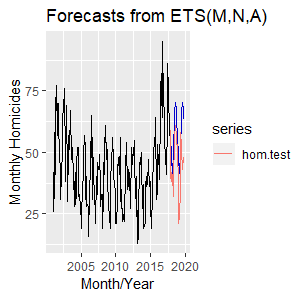 Forecasts from ETS(M,N,A)
Monthly Homicides
75
50
25
2005
2010
2015
2020
Month/Year
series
hom.test